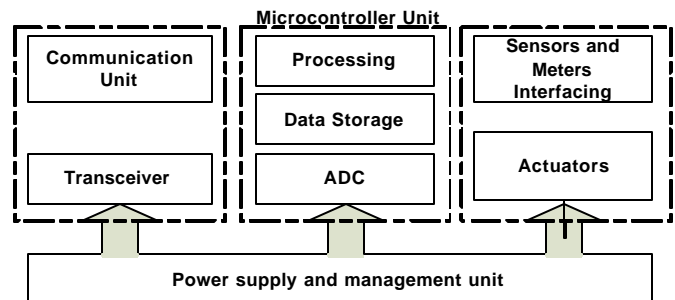 Microcontroller Unit
Communication
Unit
Transceiver
Processing
Data Storage
ADC
Sensors and
Meters
Interfacing
Actuators
Power supply and management unit